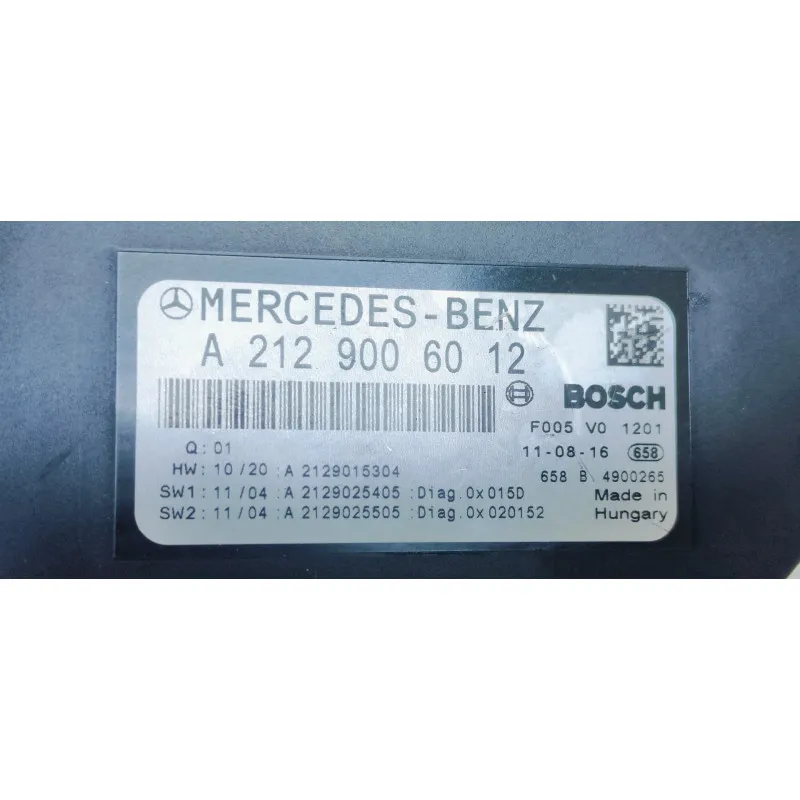 MERCEDES-BENZ
A 212 900 60 12
BOSCH
F005 V0 1201
Q: 01
11-08-16 658
HW: 10/20 :A 2129015304
658 B 4900265
SW1: 11/04 :A 2129025405 :Diag.0x015D
Made in
SW2: 11/04 :A 2129025505 :Diag.0x020152
Hungary